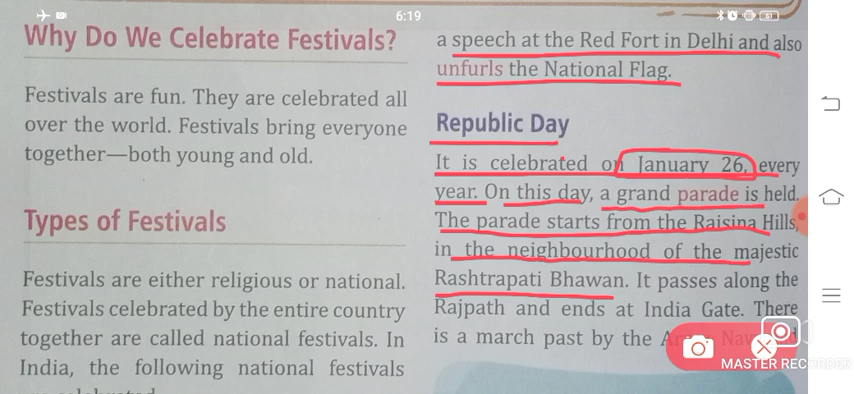 6:19
Why Do We Celebrate Festivals?
Festivals are fun. They are celebrated all
over the world. Festivals bring everyone
together—both young and old.
Types of Festivals
Festivals are either religious or national.
Festivals celebrated by the entire country
together are called national festivals. In
India, the following national festivals
are celebrated
a speech at the Red Fort in Delhi and also
unfurls the National Flag.
Republic Day
It is celebrated on January 26, every
year. On this day, a grand parade is held.
The parade starts from the Raisina Hills,
in the neighbourhood of the majestic
Rashtrapati Bhawan. It passes along the
Rajpath and ends at India Gate. There
is a march past by the
MASTER RECORDER